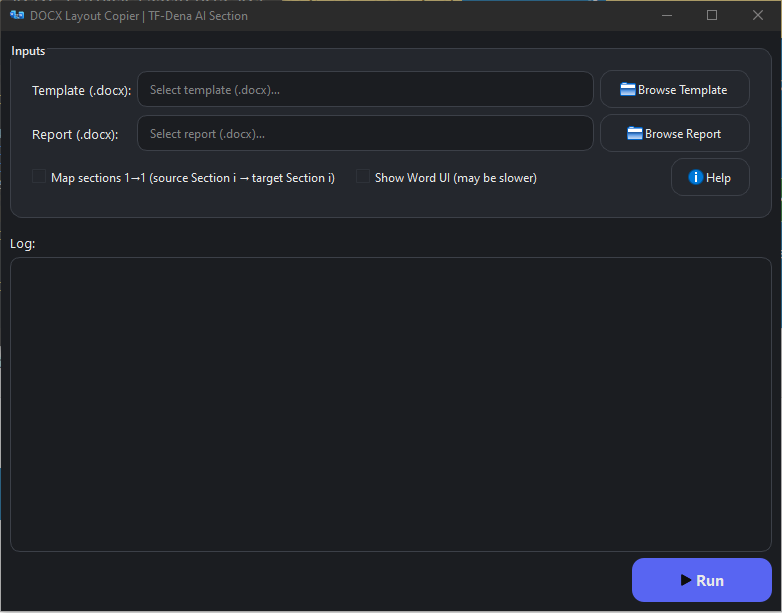 DOCX Layout Copier | TF-Dena AI Section
Inputs
Template (.docx): Select template (.docx)... Browse Template
Report (.docx): Select report (.docx)... Browse Report
Map sections 1→1 (source Section i → target Section i) Show Word UI (may be slower) Help
Log:
Run